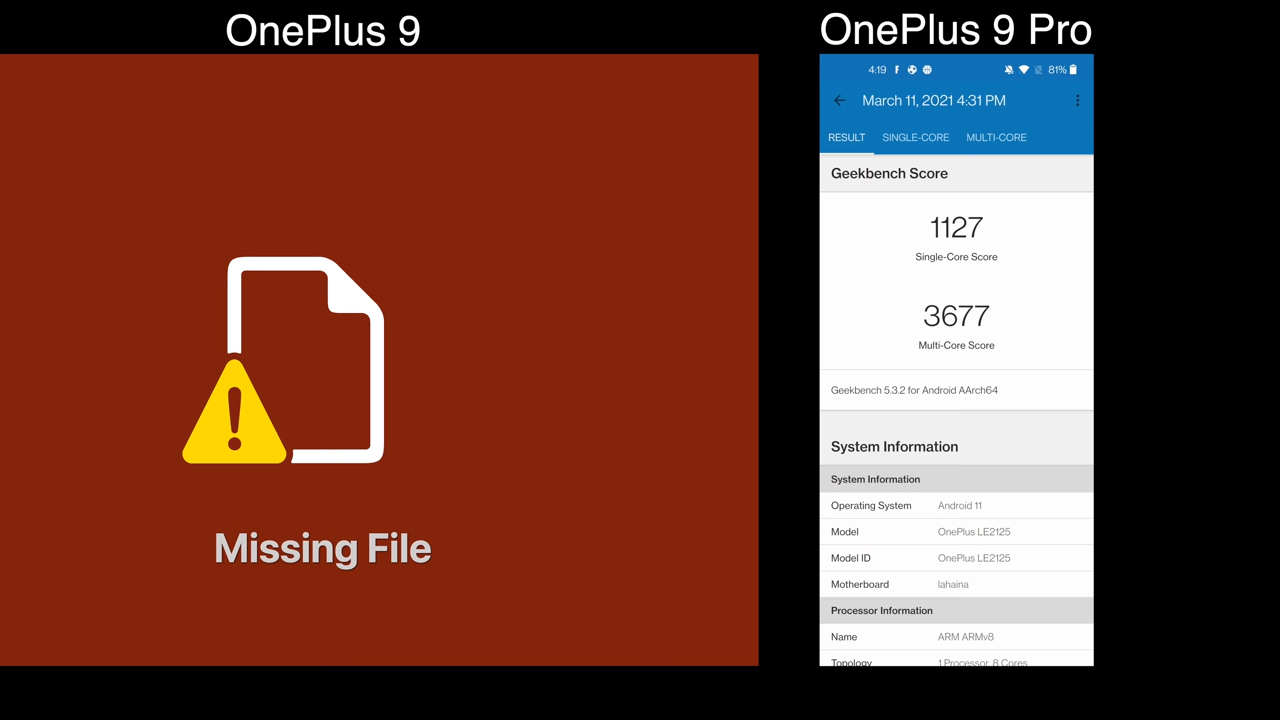 OnePlus 9
OnePlus 9 Pro
Missing File
4:19
81%
March 11, 2021 4:31 PM
RESULT SINGLE-CORE MULTI-CORE
Geekbench Score
1127
Single-Core Score
3677
Multi-Core Score
Geekbench 5.3.2 for Android AArch64
System Information
System Information
Operating System Android 11
Model OnePlus LE2125
Model ID OnePlus LE2125
Motherboard lahaina
Processor Information
Name ARM ARMv8
Topology 1 Processor, 8 Cores